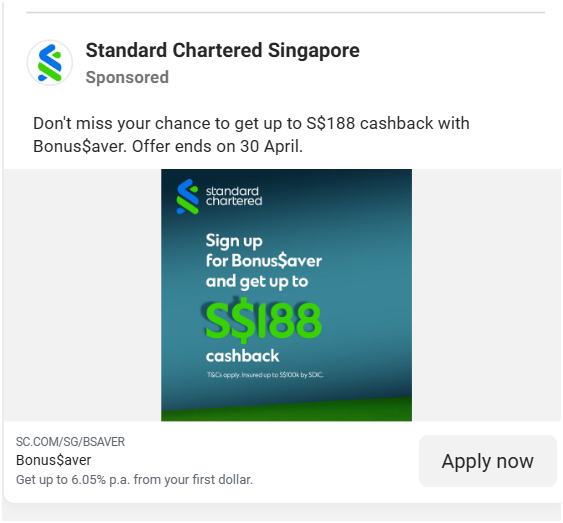 Standard Chartered Singapore
Sponsored
Don't miss your chance to get up to S$188 cashback with
Bonus$aver. Offer ends on 30 April.
standard
chartered
Sign up
for Bonus$aver
and get up to
S$188
cashback
T&Cs apply. Insured up to S$100k by SDIC.
SC.COM/SG/BSAVER
Bonus$aver
Get up to 6.05% p.a. from your first dollar.
Apply now